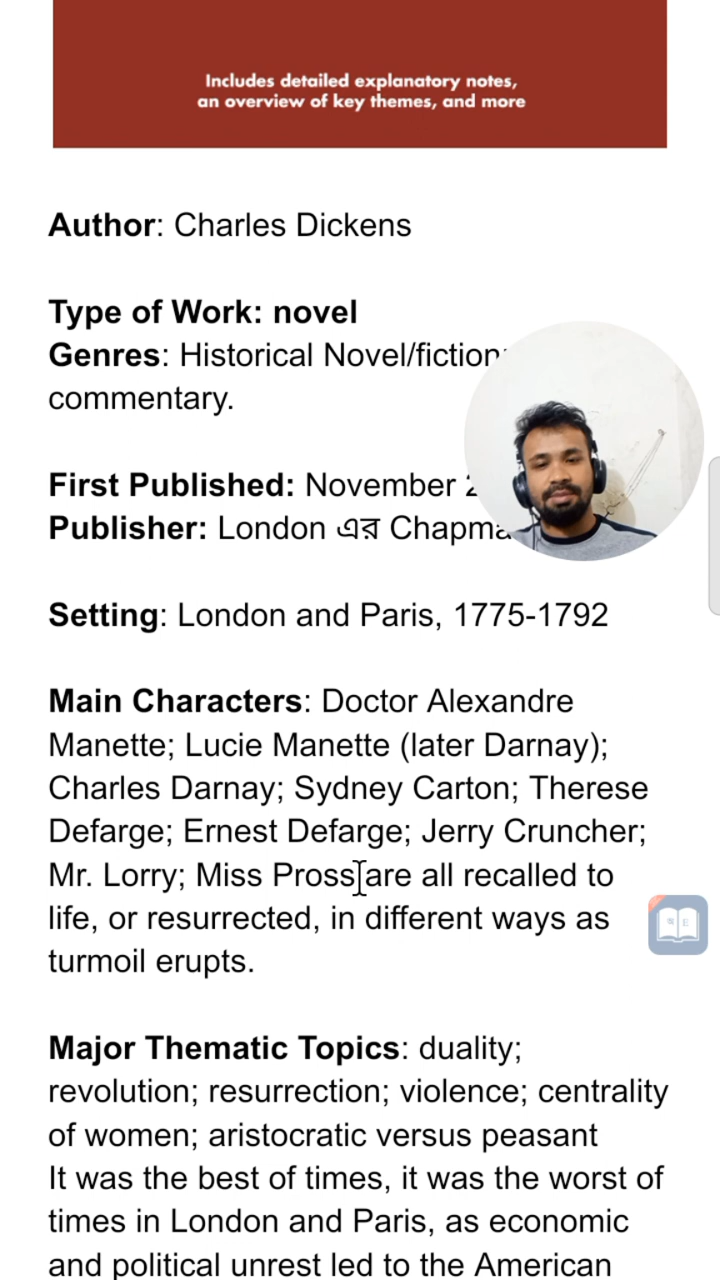 Includes detailed explanatory notes,
an overview of key themes, and more
Author: Charles Dickens
Type of Work: novel
Genres: Historical Novel/fiction
commentary.
First Published: November
Publisher: London এর
Setting: London and Paris, 1775-1792
Main Characters: Doctor Alexandre
Manette; Lucie Manette (later Darnay);
Charles Darnay; Sydney Carton; Therese
Defarge; Ernest Defarge; Jerry Cruncher;
Mr. Lorry; Miss Pross are all recalled to
life, or resurrected, in different ways as
turmoil erupts.
Major Thematic Topics: duality;
revolution; resurrection; violence; centrality
of women; aristocratic versus peasant
It was the best of times, it was the worst of
times in London and Paris, as economic
and political unrest led to the American